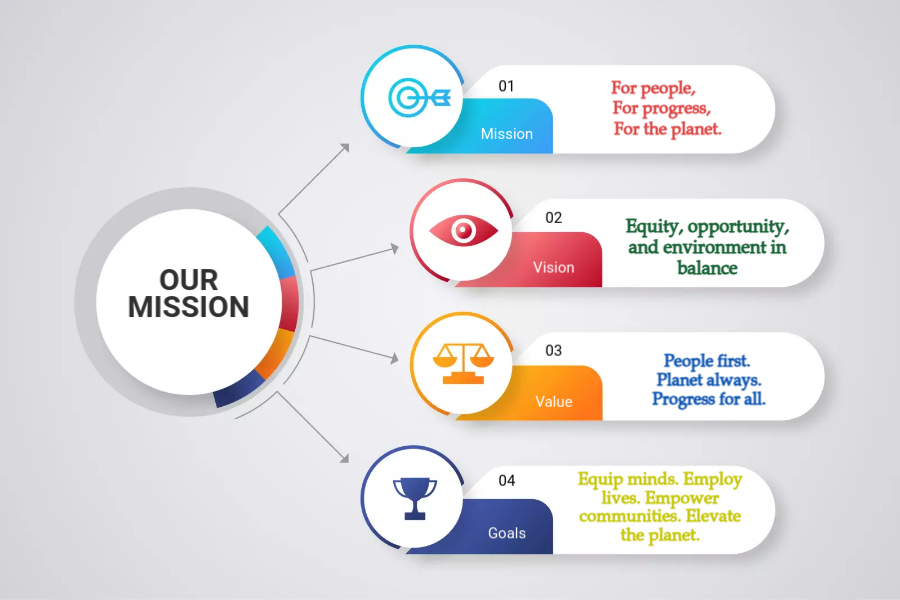 OUR
MISSION
01
Mission
For people,
For progress,
For the planet.
02
Vision
Equity, opportunity,
and environment in
balance
03
Value
People first.
Planet always.
Progress for all.
04
Goals
Equip minds. Employ
lives. Empower
communities. Elevate
the planet.